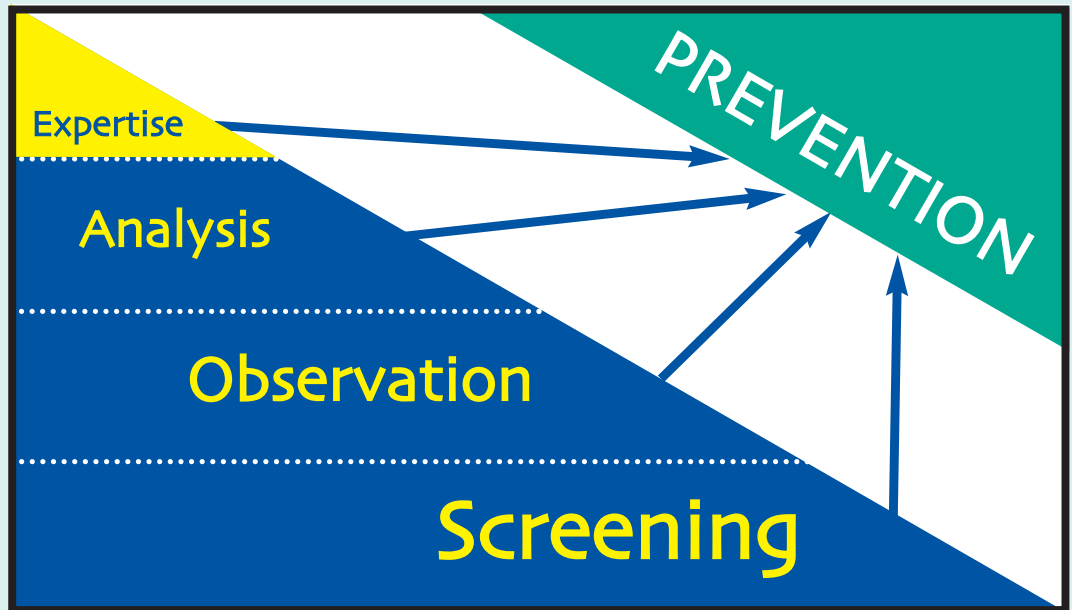 PREVENTION
Expertise
Analysis
Observation
Screening